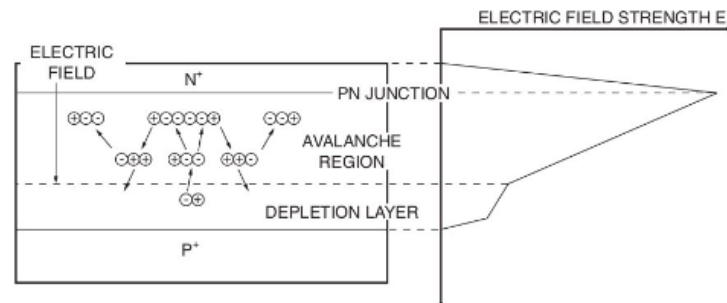 ELECTRIC FIELD STRENGTH E
ELECTRIC
FIELD
N+
PN JUNCTION
⊕⊖⊖ ⊕⊖⊖⊖⊖⊖⊕ ⊖⊖⊕
AVALANCHE
REGION
⊖⊕⊕ ⊕⊖⊖ ⊕⊕⊖
⊖⊕
DEPLETION LAYER
P+